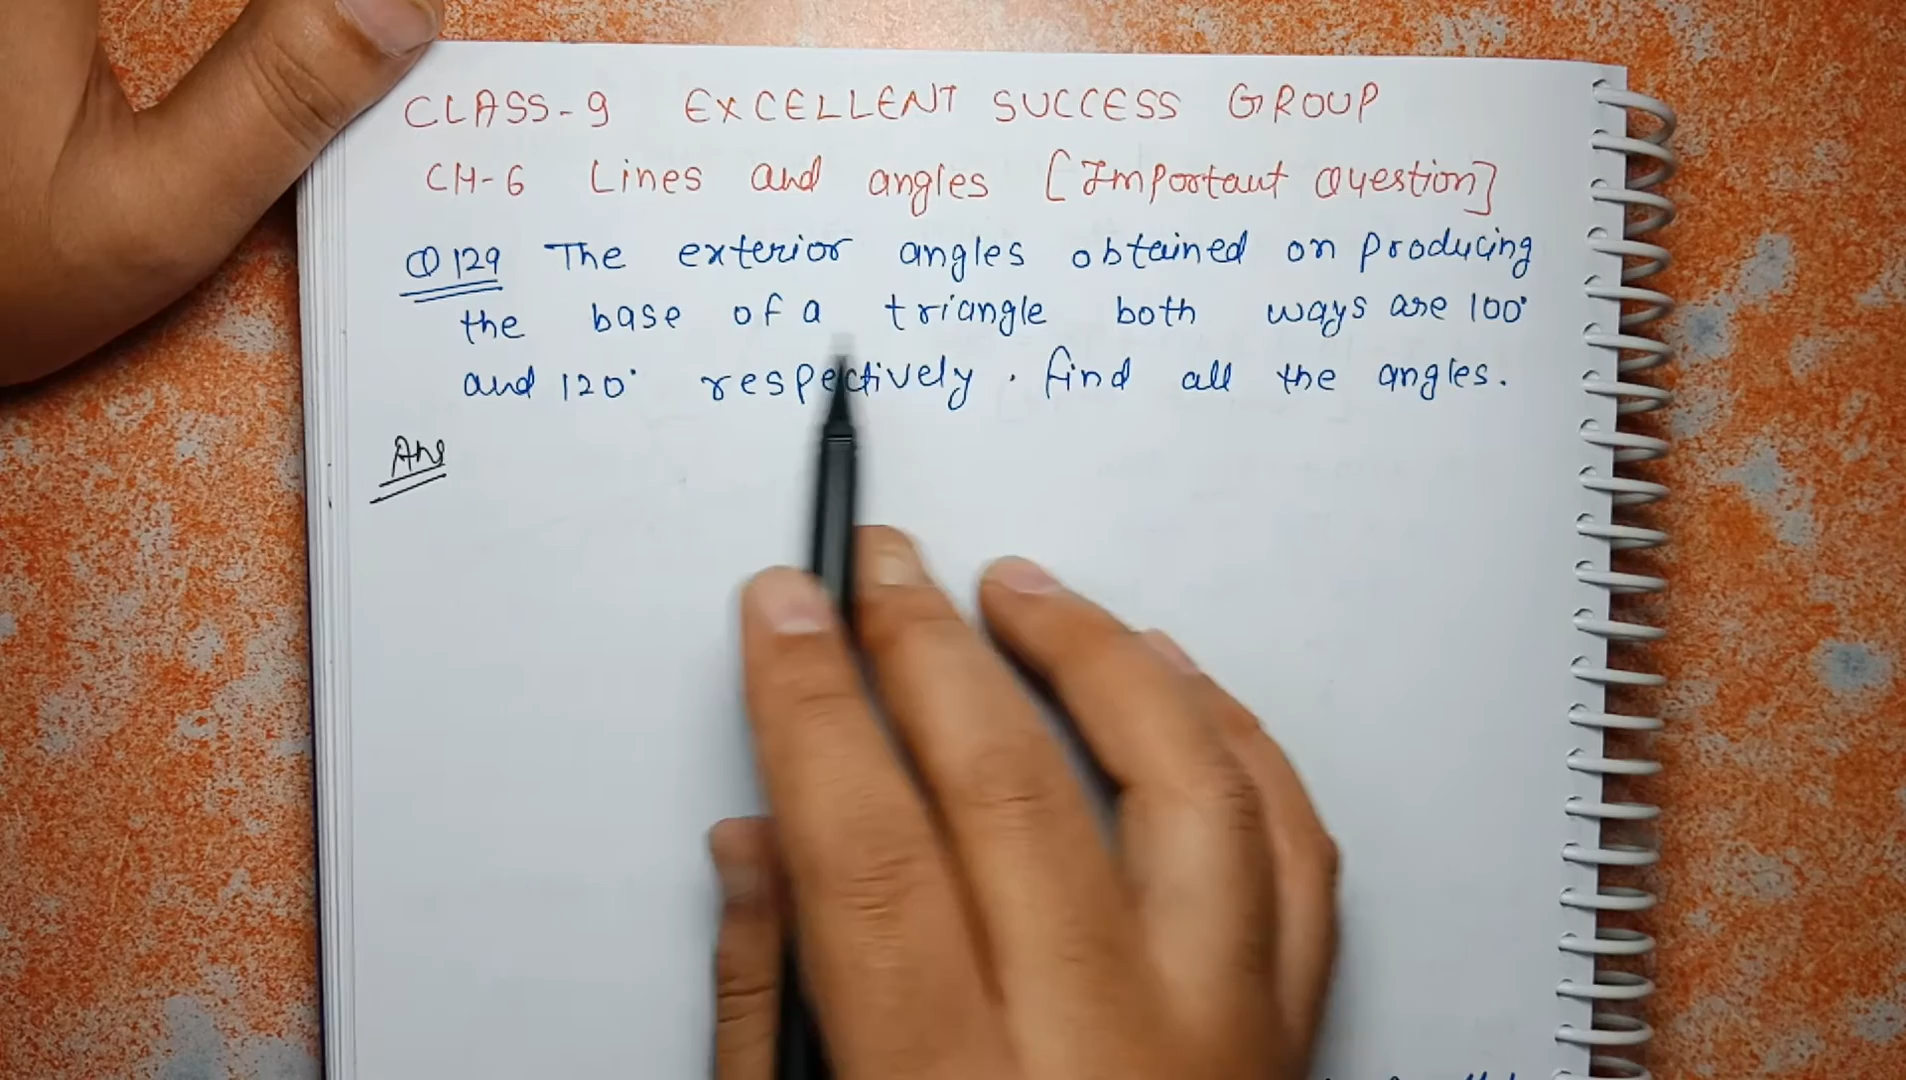 CLASS-9 EXCELLENT SUCCESS GROUP
CH-6 Lines and angles [Important Question]
Q129 The exterior angles obtained on producing
the base of a triangle both ways are 100°
and 120° respectively. find all the angles.
Ans